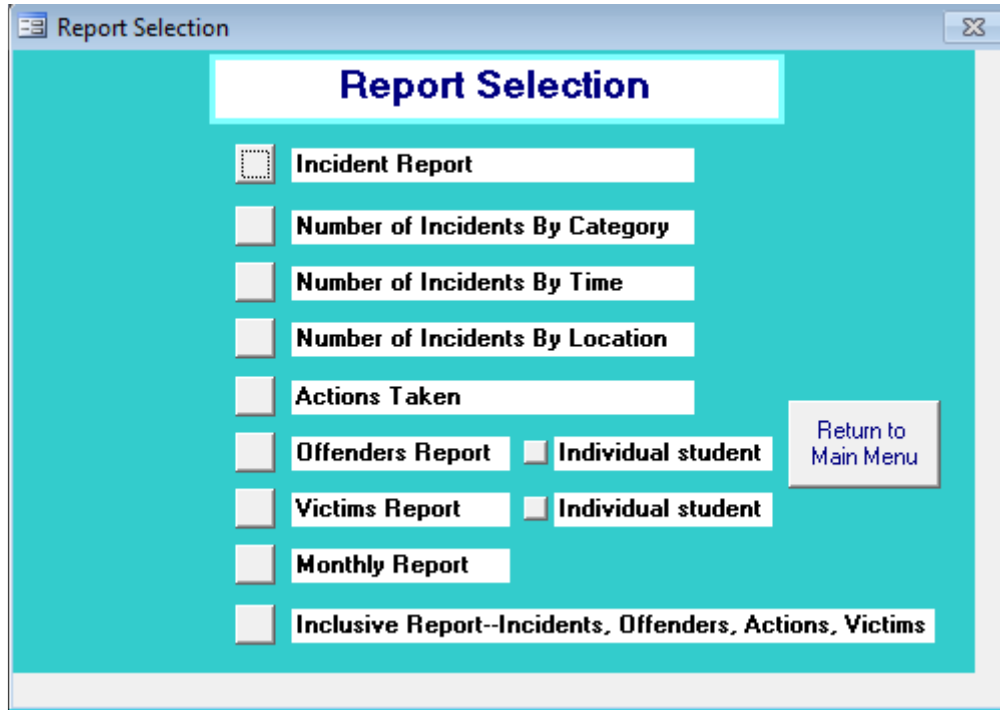 Report Selection
Report Selection
Incident Report
Number of Incidents By Category
Number of Incidents By Time
Number of Incidents By Location
Actions Taken
Offenders Report
Individual student
Return to
Main Menu
Victims Report
Individual student
Monthly Report
Inclusive Report--Incidents, Offenders, Actions, Victims